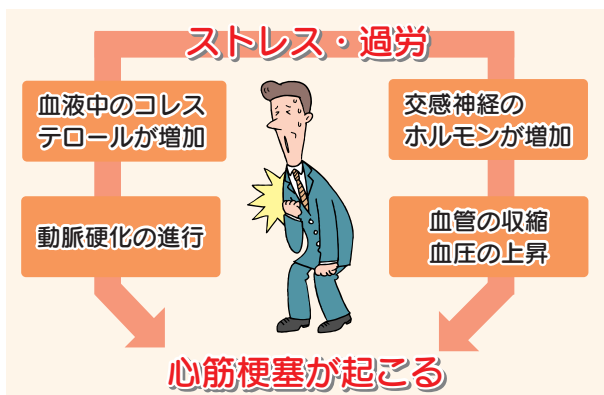 ストレス・過労
血液中のコレス
テロールが増加
動脈硬化の進行
交感神経の
ホルモンが増加
血管の収縮
血圧の上昇
心筋梗塞が起こる